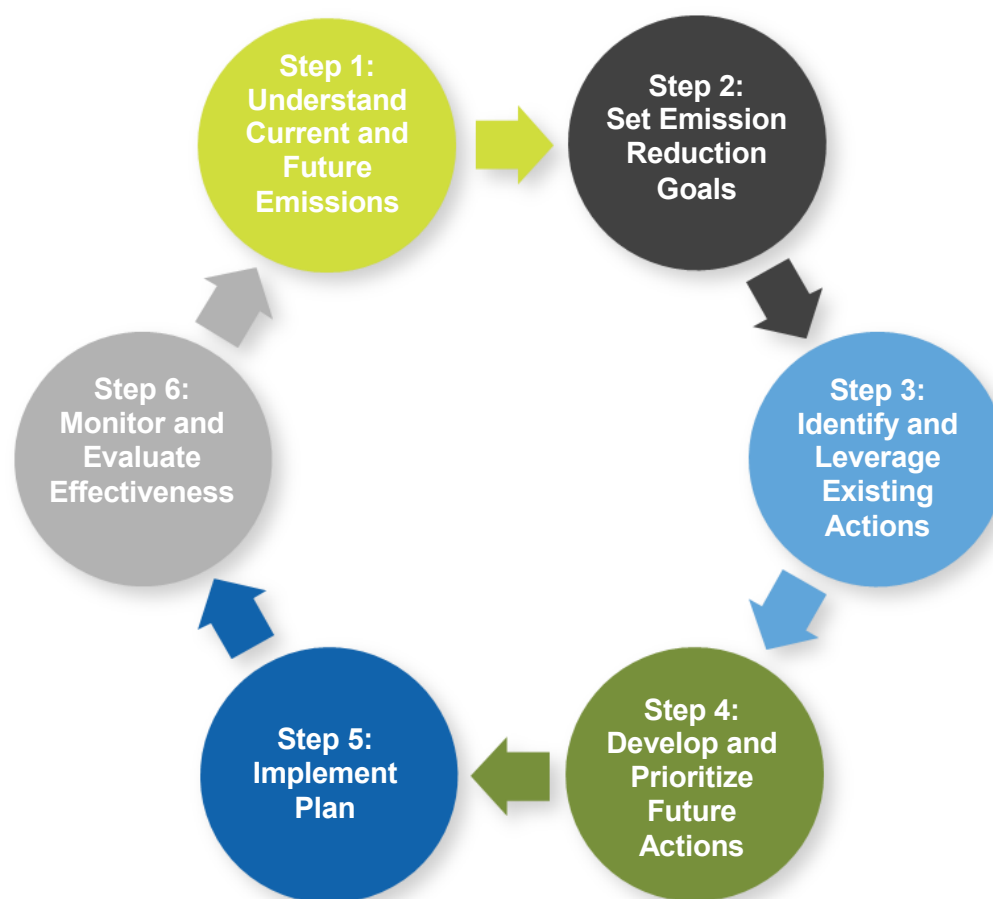 Step 1:
Understand
Current and
Future
Emissions
Step 2:
Set Emission
Reduction
Goals
Step 3:
Identify and
Leverage
Existing
Actions
Step 4:
Develop and
Prioritize
Future
Actions
Step 5:
Implement
Plan
Step 6:
Monitor and
Evaluate
Effectiveness